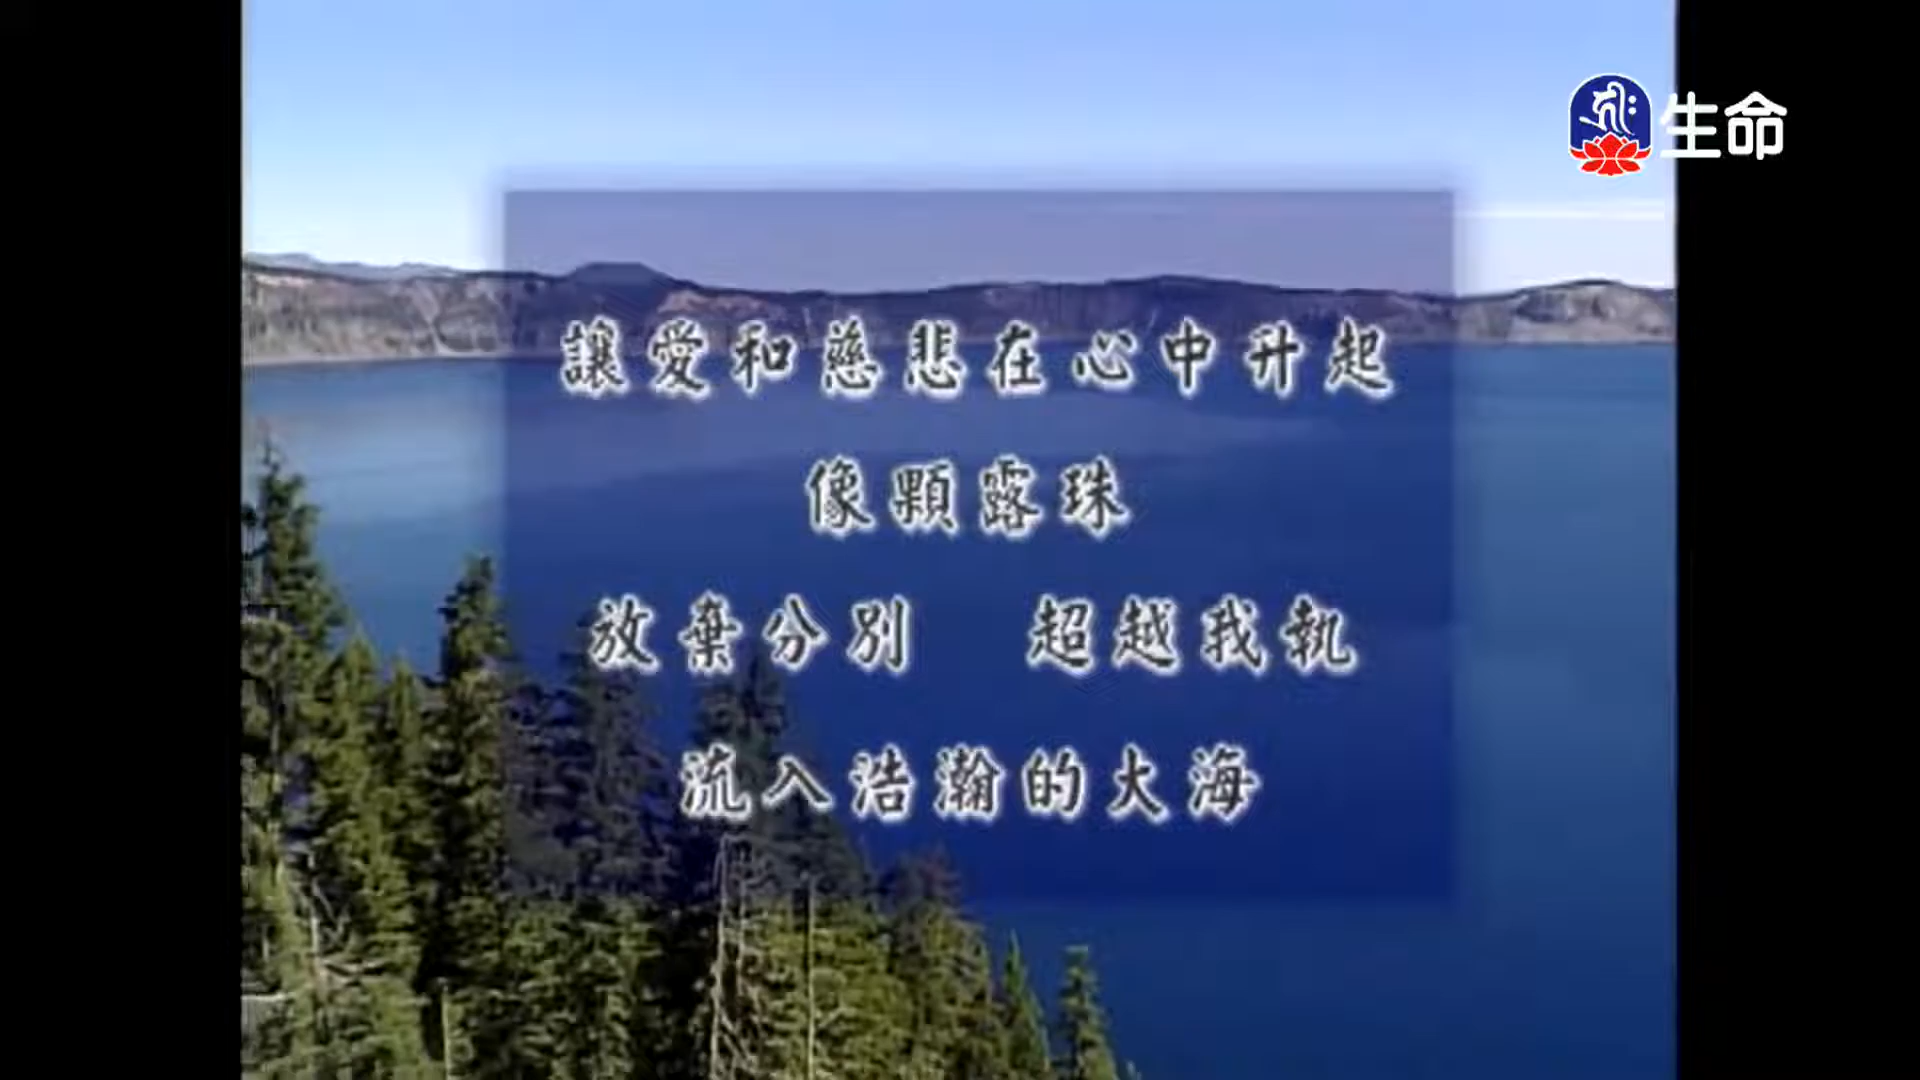 生命
讓愛和慈悲在心中升起
像顆露珠
放棄分別　超越我執
流入浩瀚的大海